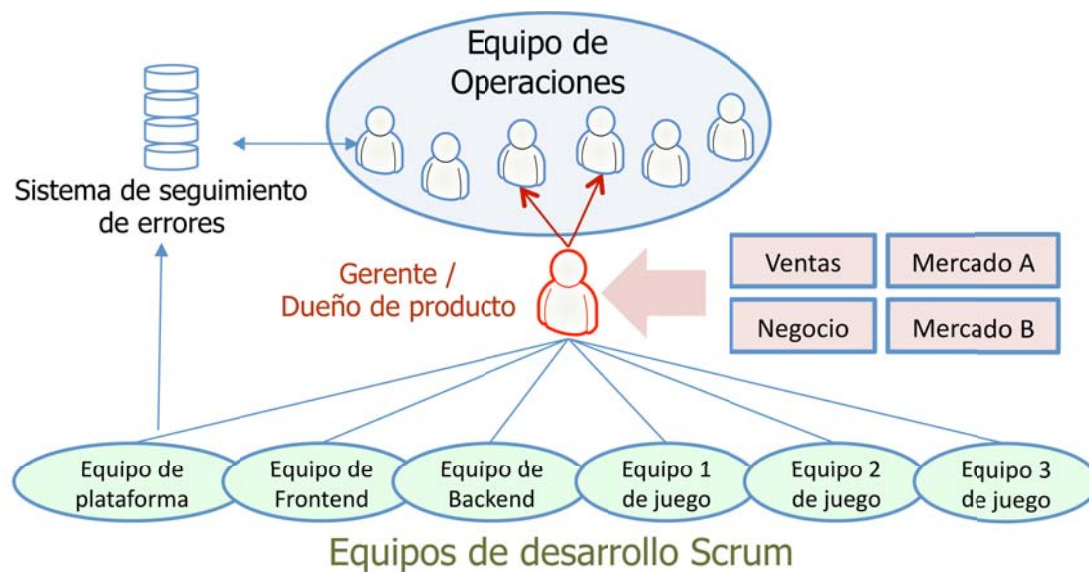 Equipo de
Operaciones
Sistema de seguimiento
de errores
Gerente /
Dueño de producto
Ventas
Mercado A
Negocio
Mercado B
Equipo de
plataforma
Equipo de
Frontend
Equipo de
Backend
Equipo 1
de juego
Equipo 2
de juego
Equipo 3
de juego
Equipos de desarrollo Scrum